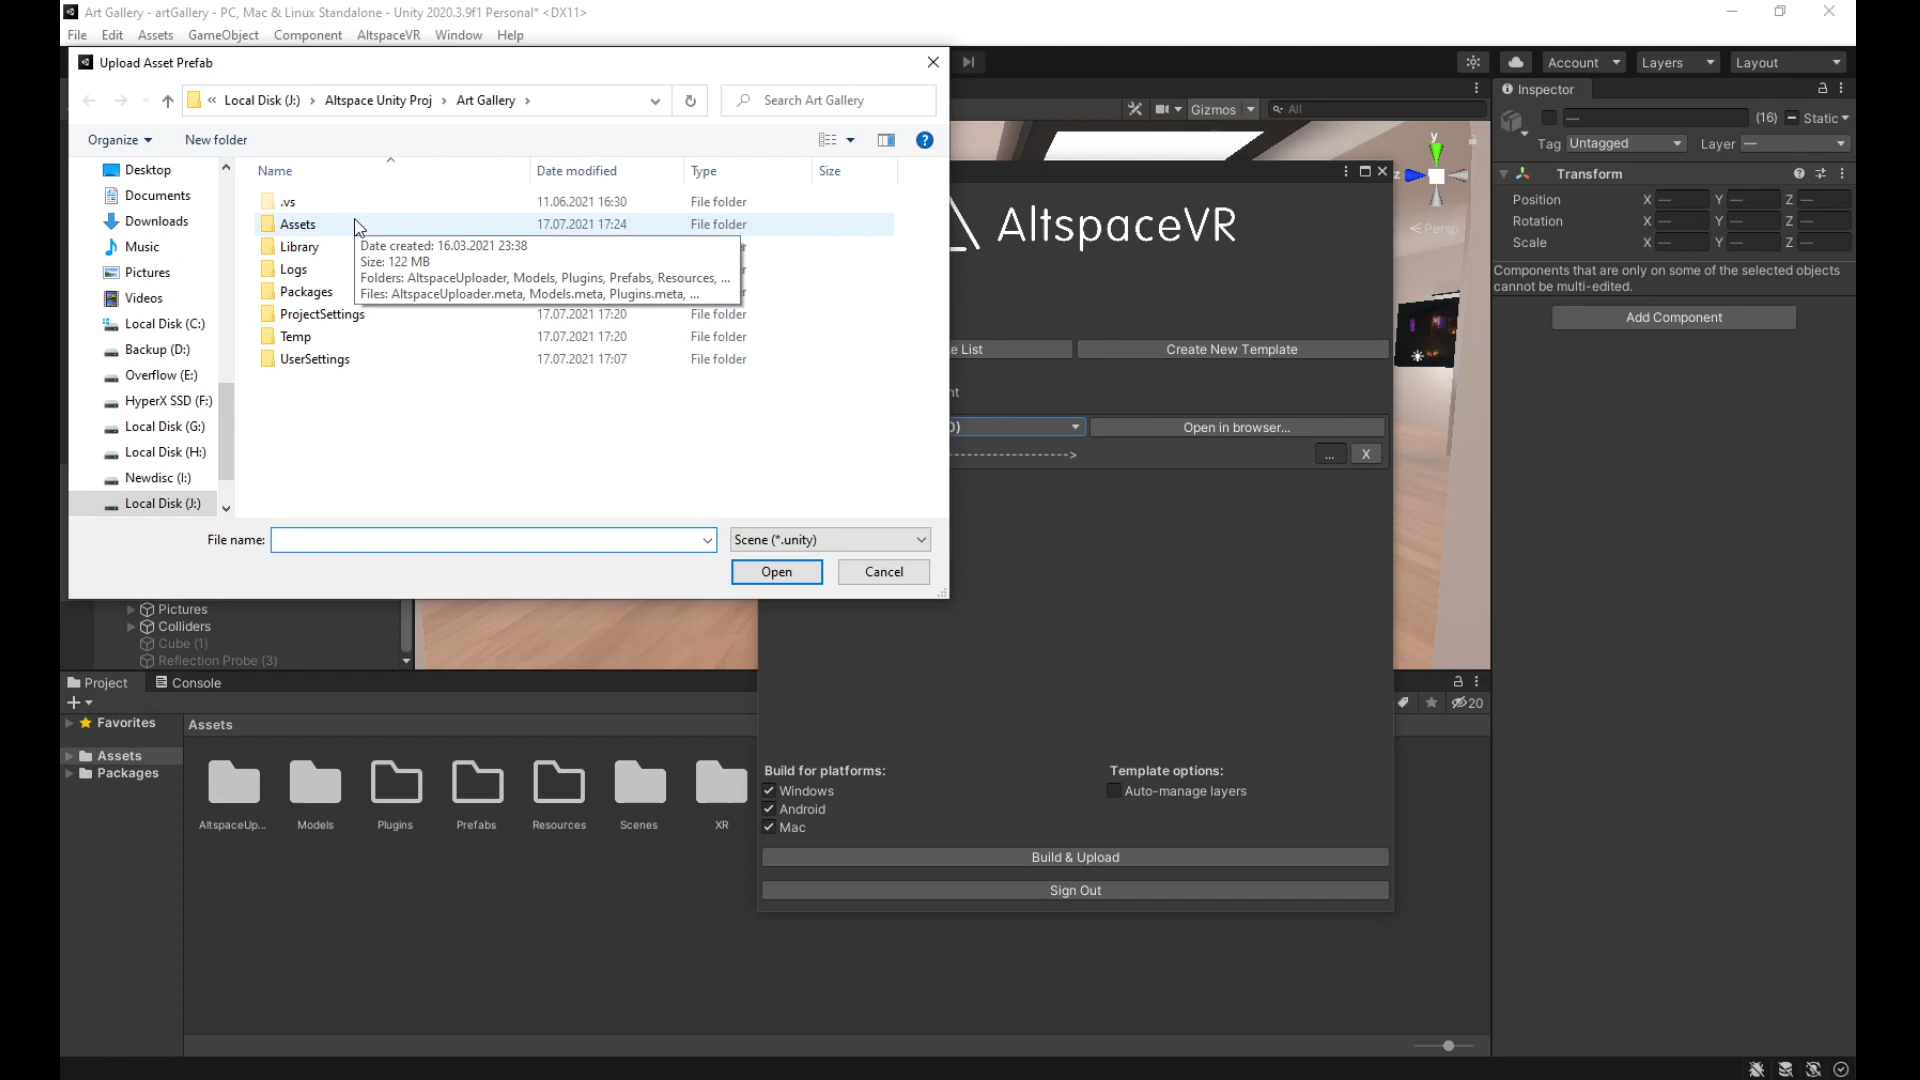 Art Gallery - artGallery - PC, Mac & Linux Standalone - Unity 2020.3.9f1 Personal* <DX11>
File Edit Assets GameObject Component AltspaceVR Window Help
Upload Asset Prefab
Account Layers Layout
« Local Disk (J:) › Altspace Unity Proj › Art Gallery ›
Search Art Gallery
Inspector
Gizmos All
— (16) Static
Organize New folder
Tag Untagged Layer —
Desktop
Documents
Downloads
Music
Pictures
Videos
Local Disk (C:)
Backup (D:)
Overflow (E:)
HyperX SSD (F:)
Local Disk (G:)
Local Disk (H:)
Newdisc (I:)
Local Disk (J:)
Name Date modified Type Size
.vs 11.06.2021 16:30 File folder
Assets 17.07.2021 17:24 File folder
Library
Logs
Packages
Date created: 16.03.2021 23:38
Size: 122 MB
Folders: AltspaceUploader, Models, Plugins, Prefabs, Resources, ...
Files: AltspaceUploader.meta, Models.meta, Plugins.meta, ...
ProjectSettings 17.07.2021 17:20 File folder
Temp 17.07.2021 17:20 File folder
UserSettings 17.07.2021 17:07 File folder
File name: Scene (*.unity)
Open Cancel
y
z
Persp
AltspaceVR
e List Create New Template
nt
0) Open in browser...
----------------------> ... X
Transform
Position X — Y — Z —
Rotation X — Y — Z —
Scale X — Y — Z —
Components that are only on some of the selected objects
cannot be multi-edited.
Add Component
Pictures
Colliders
Cube (1)
Reflection Probe (3)
Project Console
20
Favorites
Assets
Packages
Assets
AltspaceUp... Models Plugins Prefabs Resources Scenes XR
Build for platforms:
Windows
Android
Mac
Template options:
Auto-manage layers
Build & Upload
Sign Out